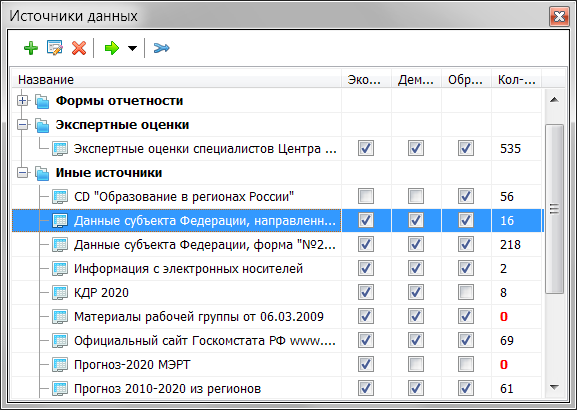 Источники данных
Название Эко... Дем... Обр... Кол-...
Формы отчетности
Экспертные оценки
Экспертные оценки специалистов Центра ... 535
Иные источники
CD "Образование в регионах России" 56
Данные субъекта Федерации, направленн... 16
Данные субъекта Федерации, форма "№2... 218
Информация с электронных носителей 2
КДР 2020 8
Материалы рабочей группы от 06.03.2009 0
Официальный сайт Госкомстата РФ www.... 69
Прогноз-2020 МЭРТ 0
Прогноз 2010-2020 из регионов 61